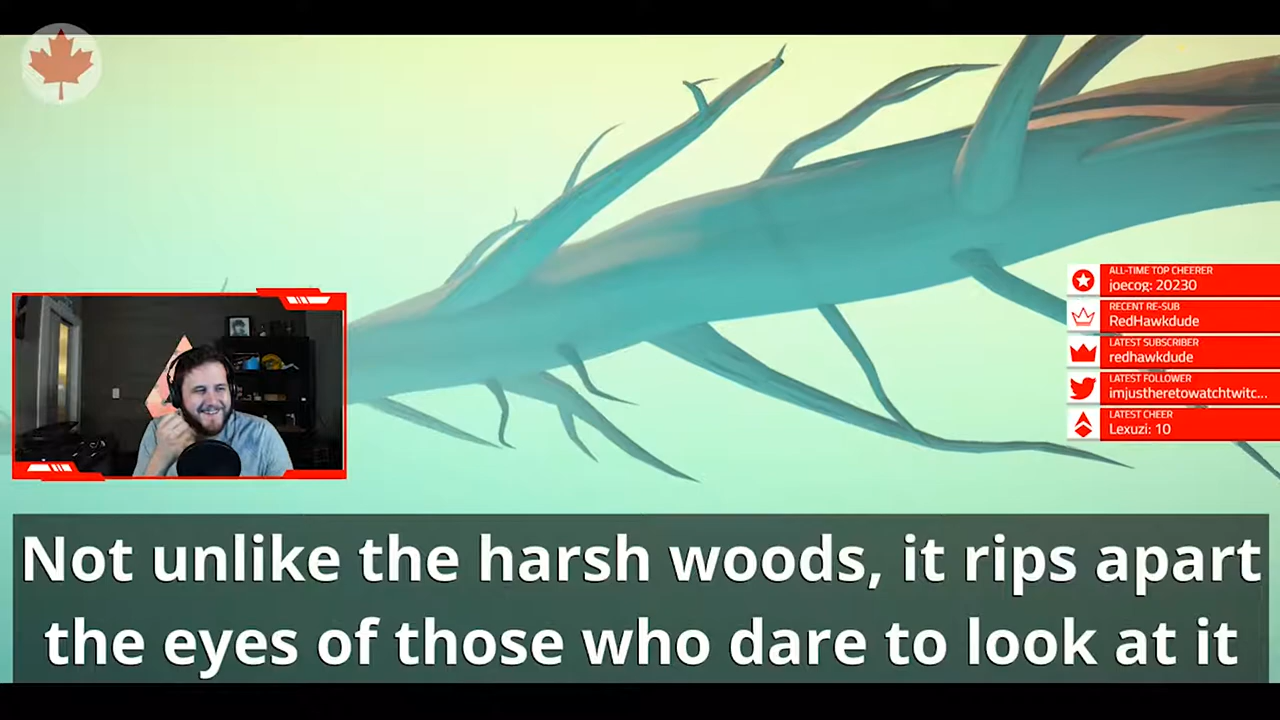 ALL-TIME TOP CHEERER
joecog: 20230
RECENT RE-SUB
RedHawkdude
LATEST SUBSCRIBER
redhawkdude
LATEST FOLLOWER
imjustheretowatchtwitc...
LATEST CHEER
Lexuzi: 10
Not unlike the harsh woods, it rips apart
the eyes of those who dare to look at it